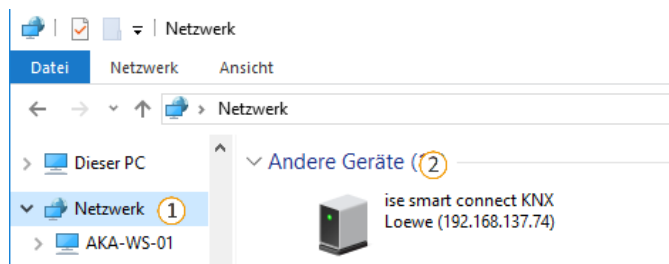 Netzwerk
Datei Netzwerk Ansicht
Netzwerk
Dieser PC
Andere Geräte (2)
Netzwerk 1
ise smart connect KNX
Loewe (192.168.137.74)
AKA-WS-01